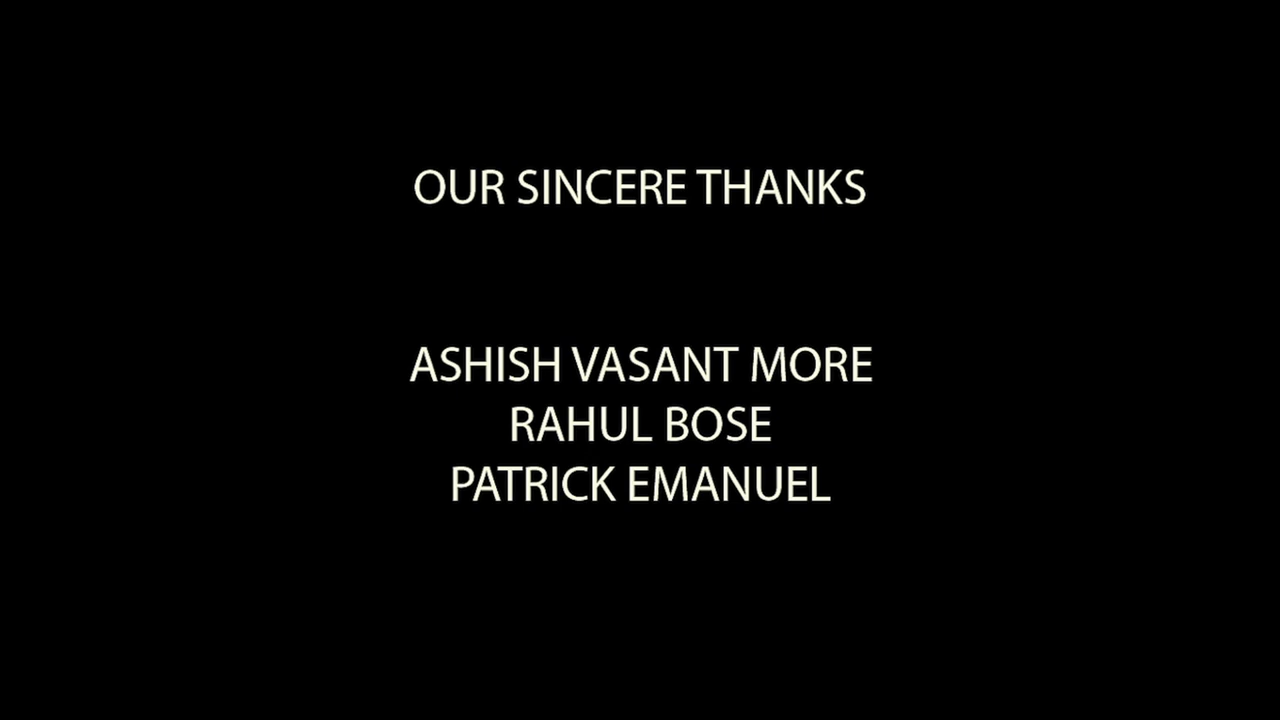 OUR SINCERE THANKS
ASHISH VASANT MORE
RAHUL BOSE
PATRICK EMANUEL